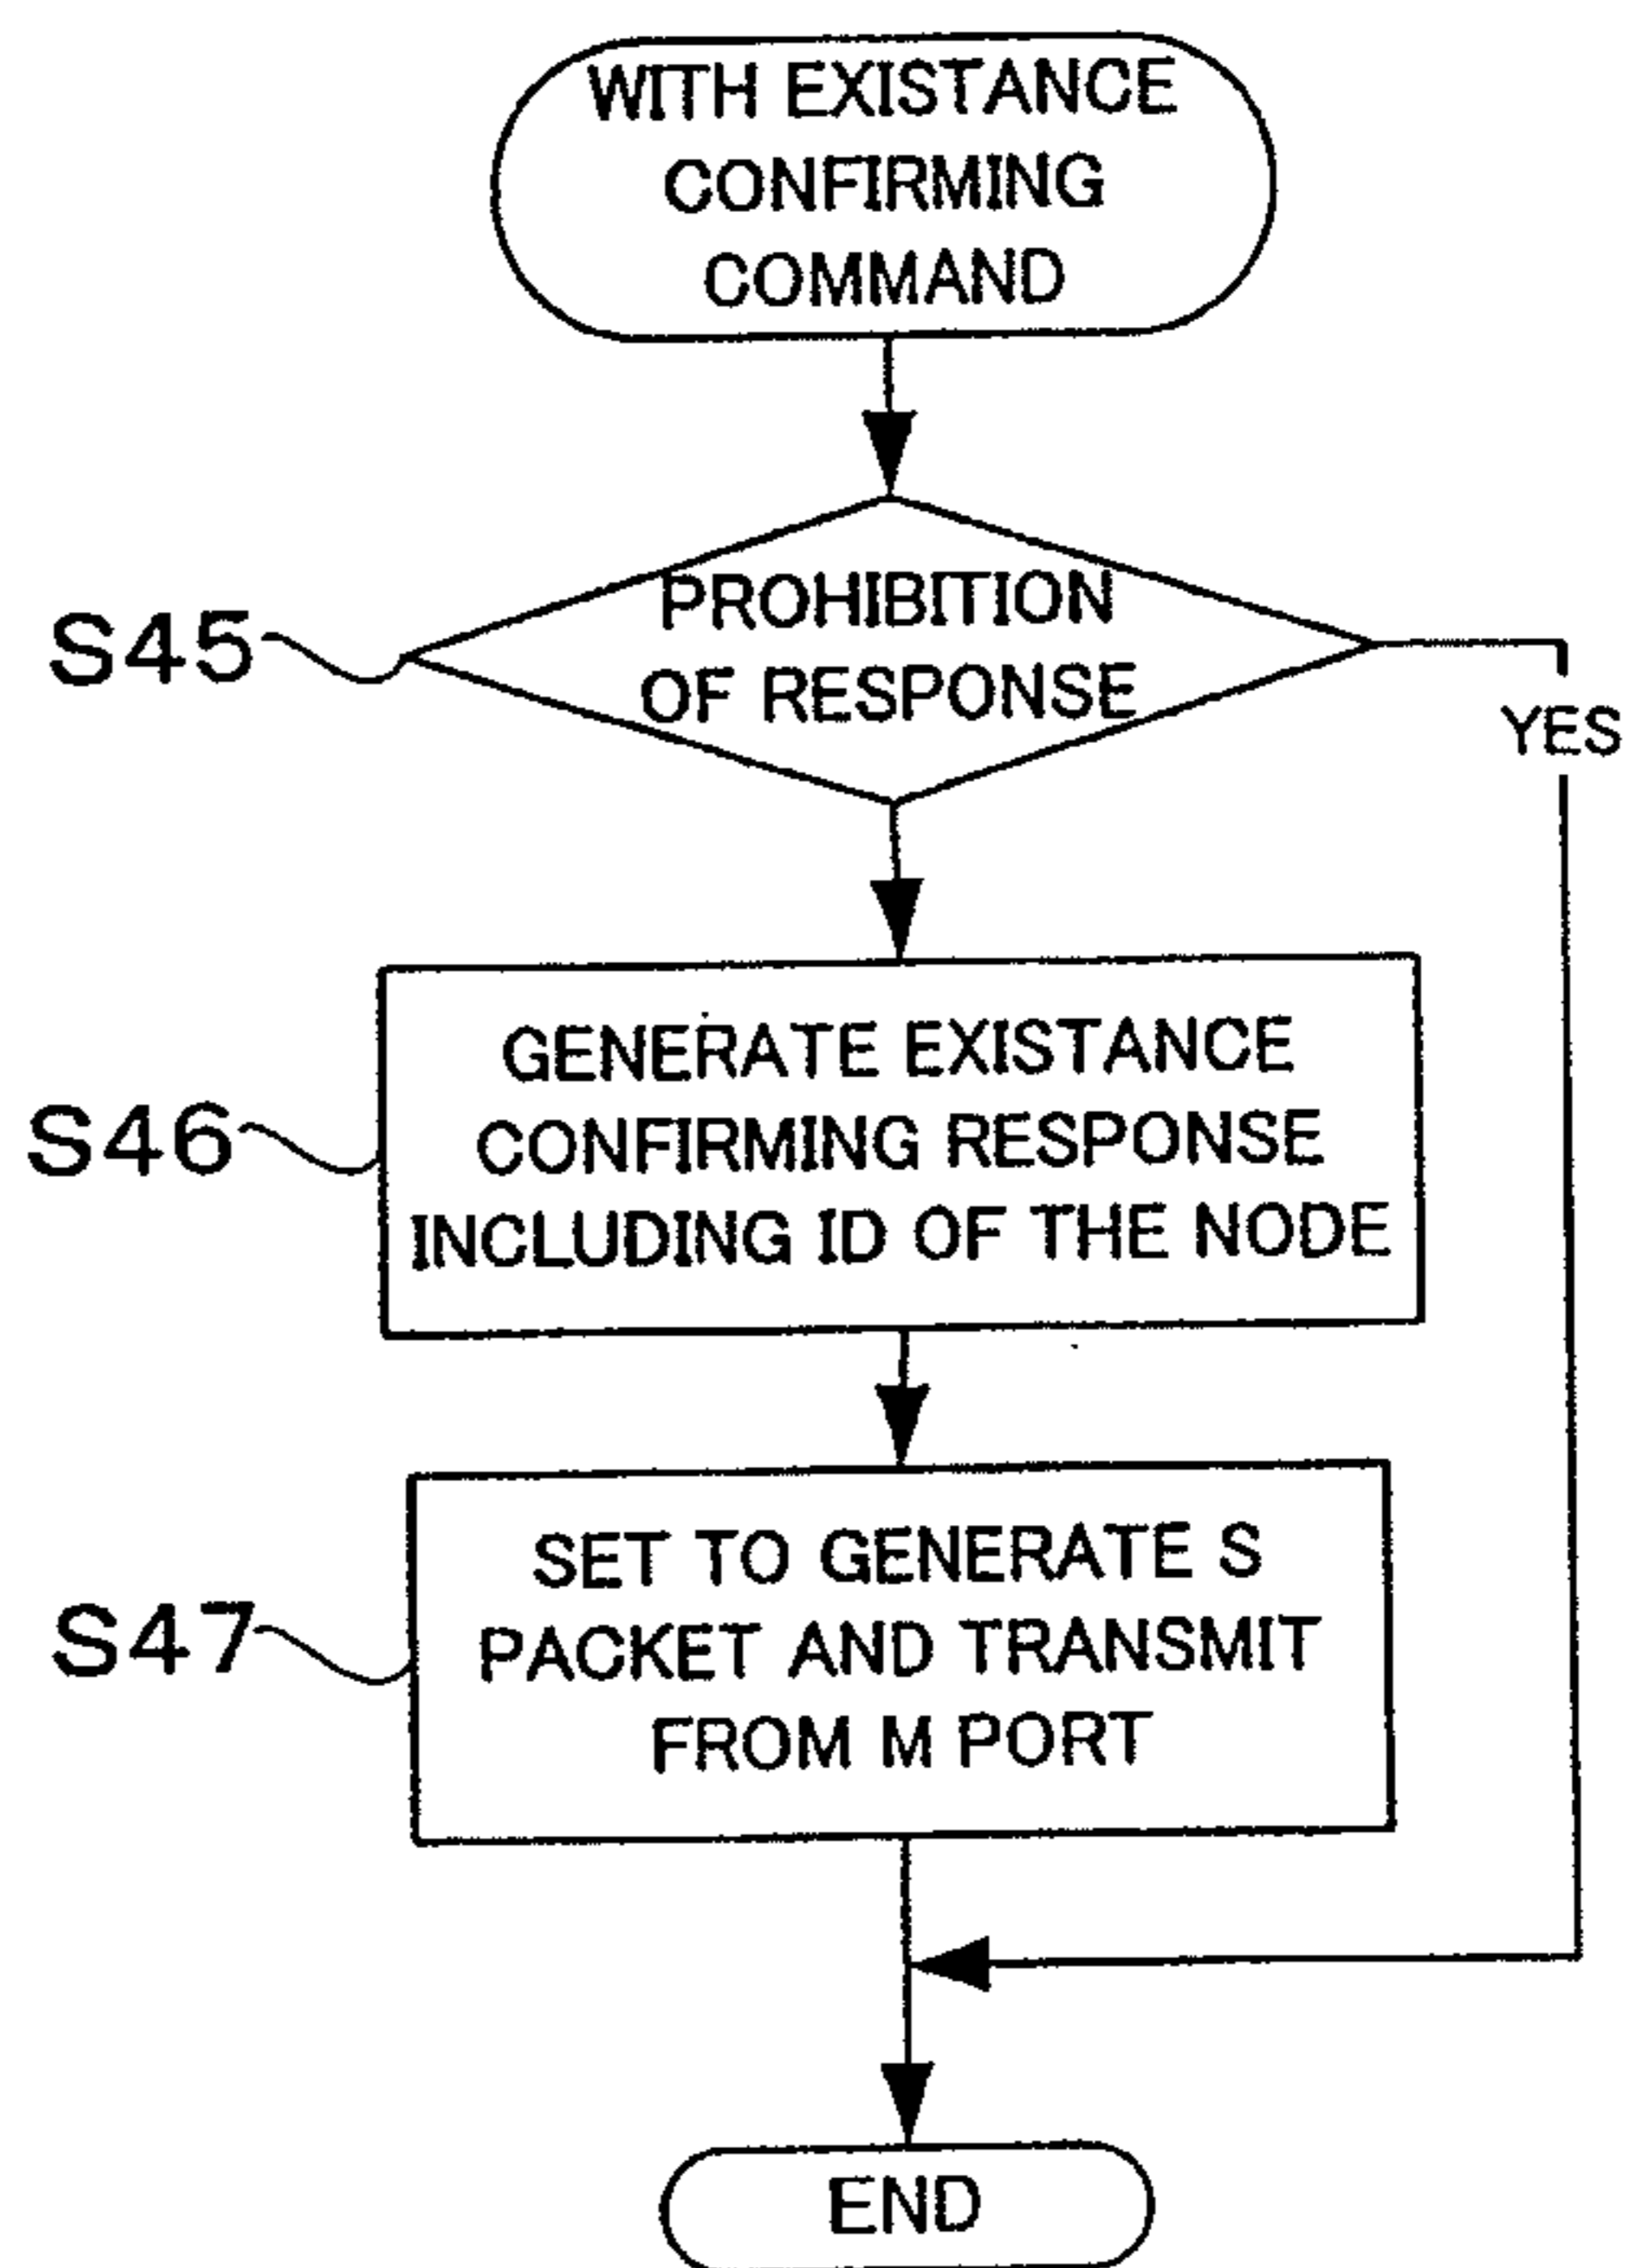 WITH EXISTANCE
CONFIRMING
COMMAND
S45
PROHIBITION
OF RESPONSE
YES
S46
GENERATE EXISTANCE
CONFIRMING RESPONSE
INCLUDING ID OF THE NODE
S47
SET TO GENERATE S
PACKET AND TRANSMIT
FROM M PORT
END